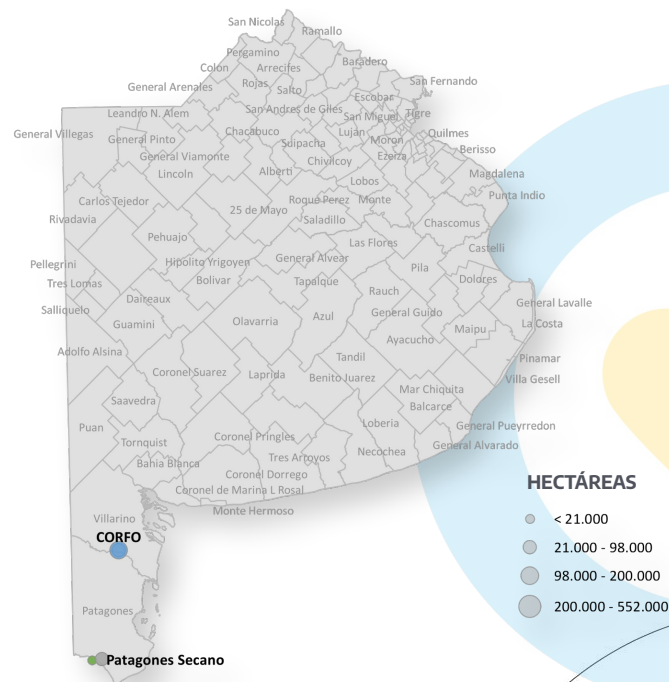 San Nicolas
Ramallo
Pergamino
Baradero
Colon
Arrecifes
San Fernando
General Arenales
Rojas
Salto
Escobar
Leandro N. Alem
San Andres de Giles
San Miguel
Tigre
General Villegas
General Pinto
Chacabuco
Suipacha
Luján
Moron
Quilmes
General Viamonte
Chivilcoy
Ezeiza
Berisso
Lincoln
Alberti
Magdalena
Lobos
Punta Indio
Carlos Tejedor
Roque Perez
Monte
25 de Mayo
Rivadavia
Saladillo
Chascomus
Pehuajo
Las Flores
Castelli
Pellegrini
Hipolito Yrigoyen
General Alvear
Pila
Tres Lomas
Bolivar
Tapalque
Dolores
Daireaux
Rauch
General Lavalle
Salliquelo
Guamini
Olavarria
Azul
General Guido
La Costa
Maipu
Ayacucho
Adolfo Alsina
Tandil
Pinamar
Coronel Suarez
Laprida
Benito Juarez
Villa Gesell
Mar Chiquita
Saavedra
Balcarce
Puan
Loberia
General Pueyrredon
Tornquist
Coronel Pringles
General Alvarado
Necochea
Bahia Blanca
Tres Arroyos
Coronel Dorrego
Coronel de Marina L Rosal
Monte Hermoso
Villarino
CORFO
Patagones
Patagones Secano
HECTÁREAS
< 21.000
21.000 - 98.000
98.000 - 200.000
200.000 - 552.000